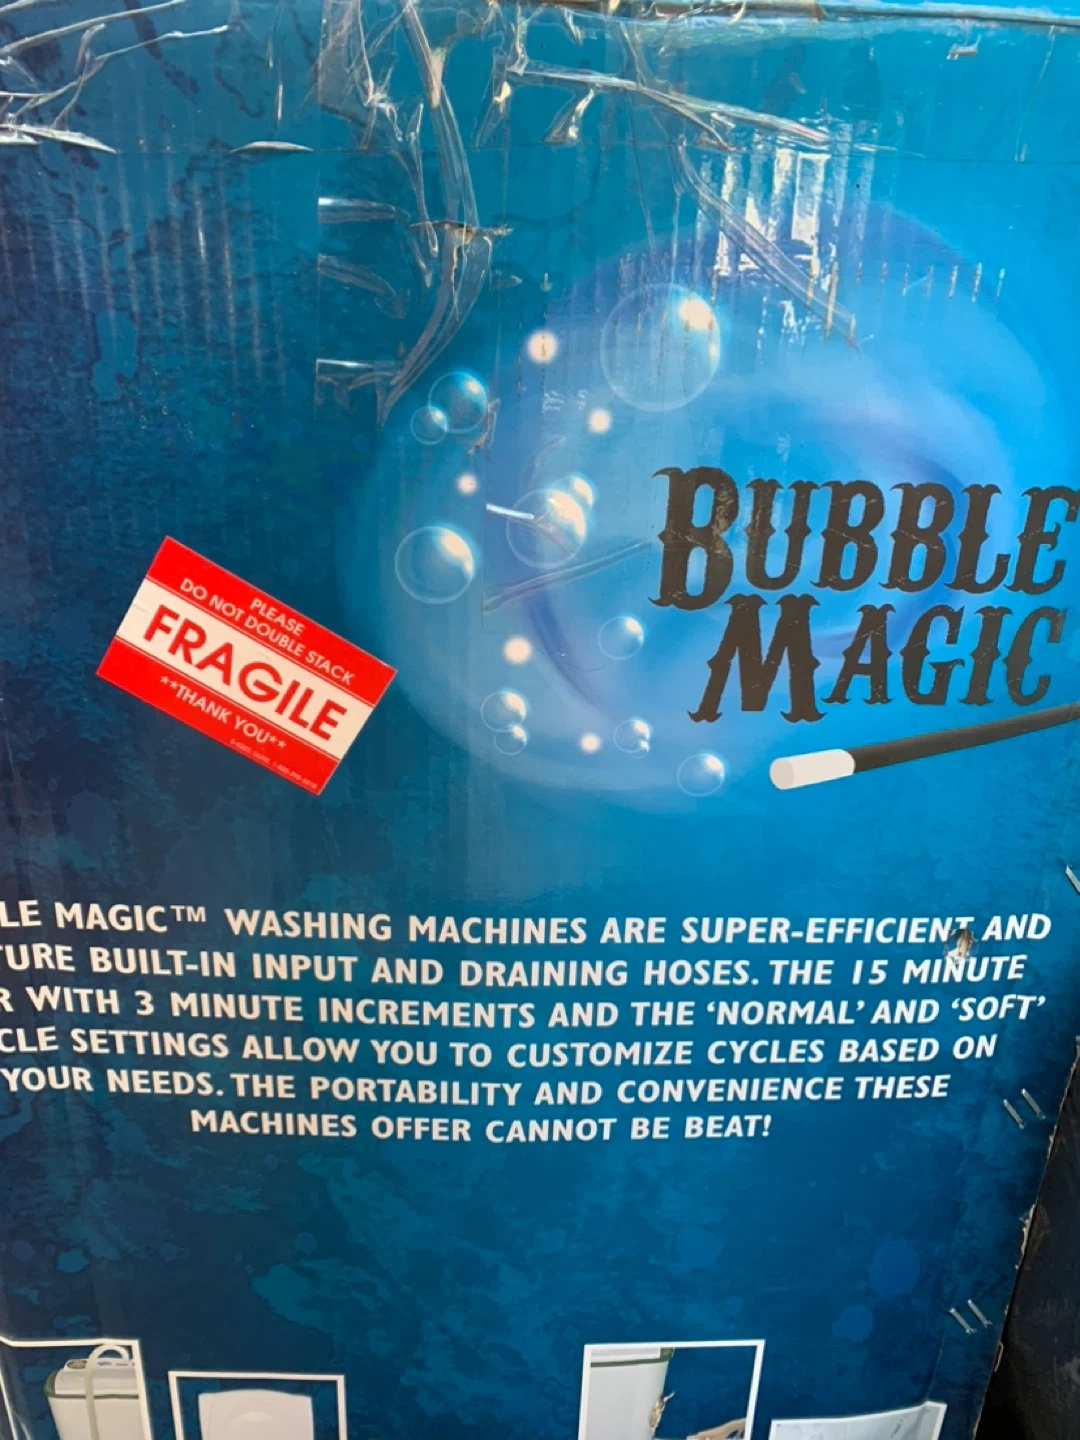 BUBBLE
MAGIC
PLEASE
DO NOT DOUBLE STACK
FRAGILE
**THANK YOU**
LE MAGIC™ WASHING MACHINES ARE SUPER-EFFICIENT AND
TURE BUILT-IN INPUT AND DRAINING HOSES. THE 15 MINUTE
R WITH 3 MINUTE INCREMENTS AND THE ‘NORMAL’ AND ‘SOFT’
CLE SETTINGS ALLOW YOU TO CUSTOMIZE CYCLES BASED ON
YOUR NEEDS. THE PORTABILITY AND CONVENIENCE THESE
MACHINES OFFER CANNOT BE BEAT!